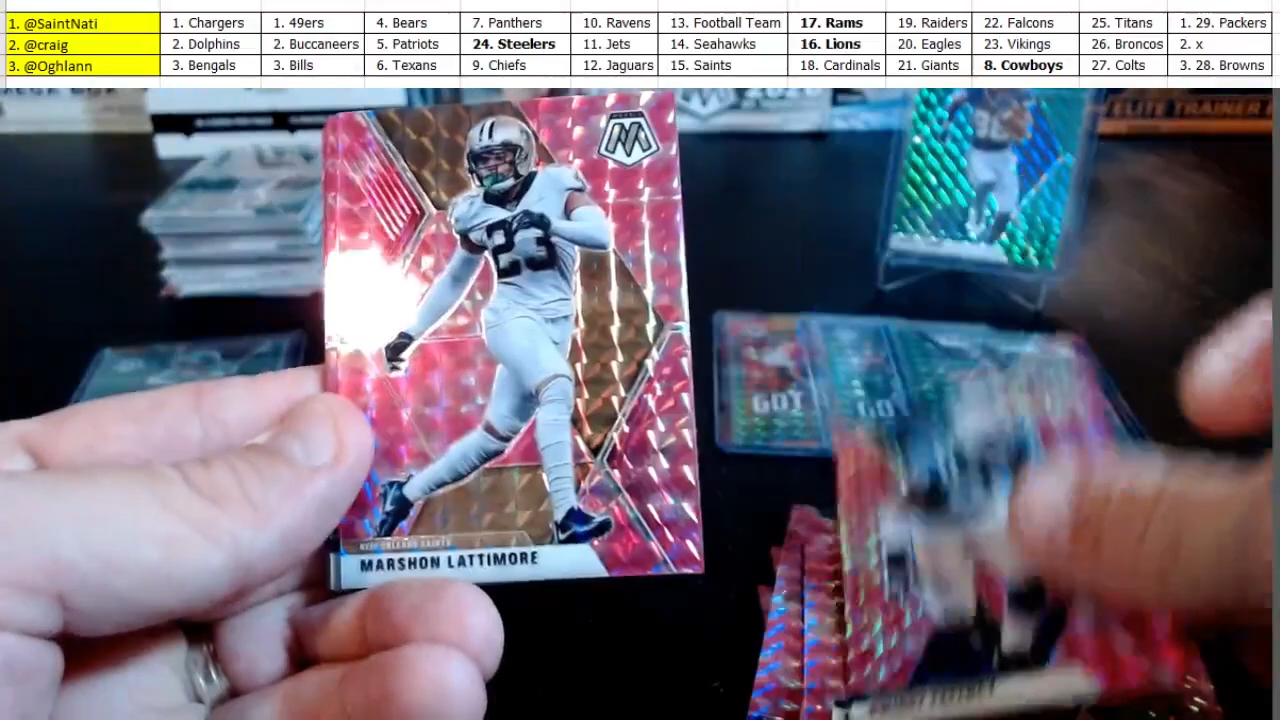 1. @SaintNati 1. Chargers 1. 49ers 4. Bears 7. Panthers 10. Ravens 13. Football Team 17. Rams 19. Raiders 22. Falcons 25. Titans 1. 29. Packers
2. @craig 2. Dolphins 2. Buccaneers 5. Patriots 24. Steelers 11. Jets 14. Seahawks 16. Lions 20. Eagles 23. Vikings 26. Broncos 2. x
3. @Oghlann 3. Bengals 3. Bills 6. Texans 9. Chiefs 12. Jaguars 15. Saints 18. Cardinals 21. Giants 8. Cowboys 27. Colts 3. 28. Browns
ELITE TRAINER
23
GOT
NEW ORLEANS SAINTS
MARSHON LATTIMORE